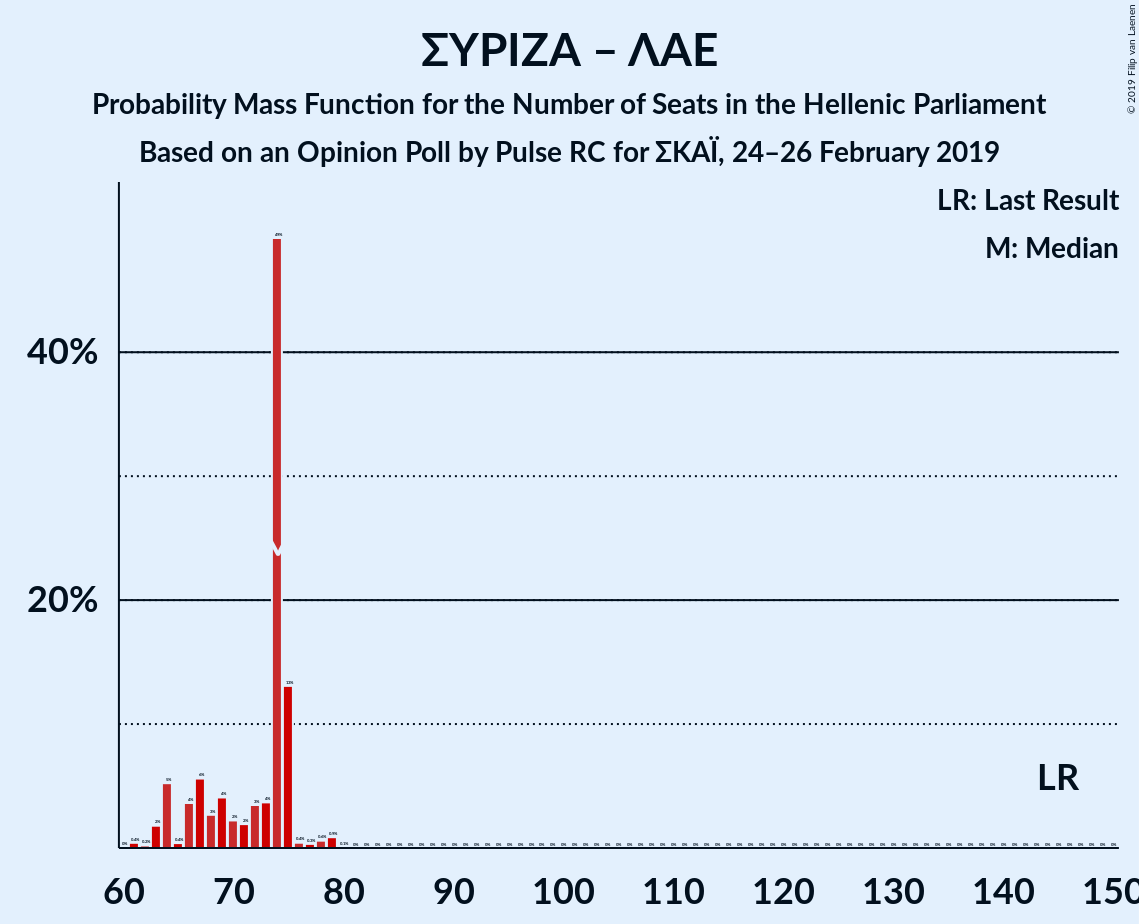 ΣΥΡΙΖΑ – ΛΑΕ
Probability Mass Function for the Number of Seats in the Hellenic Parliament
Based on an Opinion Poll by Pulse RC for ΣΚΑΪ, 24–26 February 2019
© 2019 Filip van Laenen
LR: Last Result
M: Median
40%
20%
LR
60 70 80 90 100 110 120 130 140 150